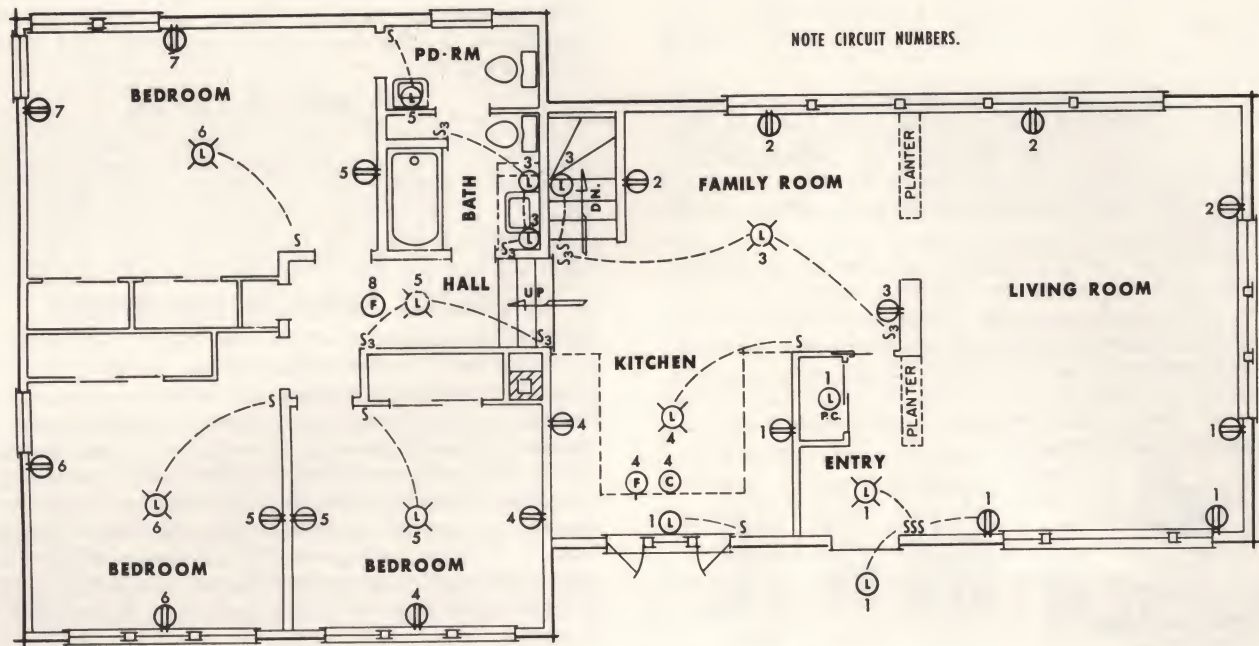 NOTE CIRCUIT NUMBERS.
S
PD-RM
7
BEDROOM
L
5
7
6
L
S3
2
2
PLANTER
5
BATH
3
L
3
L
DN.
2
FAMILY ROOM
2
S
3
L
S3
S3
L
3
HALL
8
F
5
L
UP
3
S3
LIVING ROOM
S3
S3
S
KITCHEN
1
L
P.C.
PLANTER
S
S
4
L
4
1
1
6
ENTRY
4
F
4
C
L
6
5
5
L
5
4
1
L
S
L
1
SSS
1
1
BEDROOM
BEDROOM
6
4
L
1